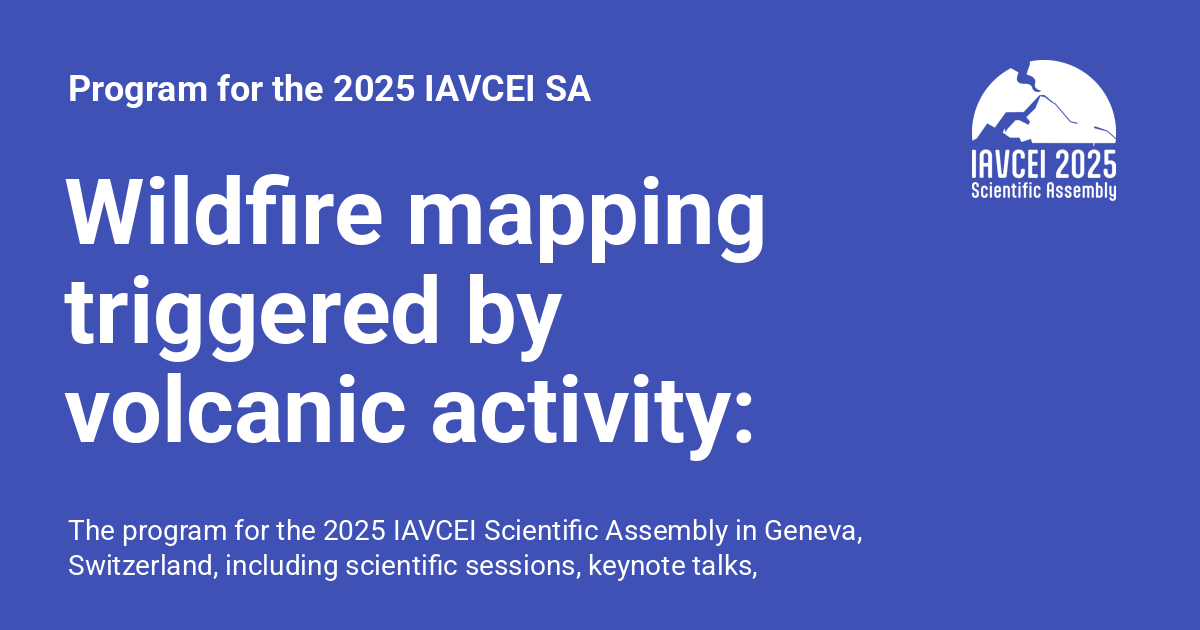 Program for the 2025 IAVCEI SA
IAVCEI 2025
Scientific Assembly
Wildfire mapping
triggered by
volcanic activity:
The program for the 2025 IAVCEI Scientific Assembly in Geneva,
Switzerland, including scientific sessions, keynote talks,